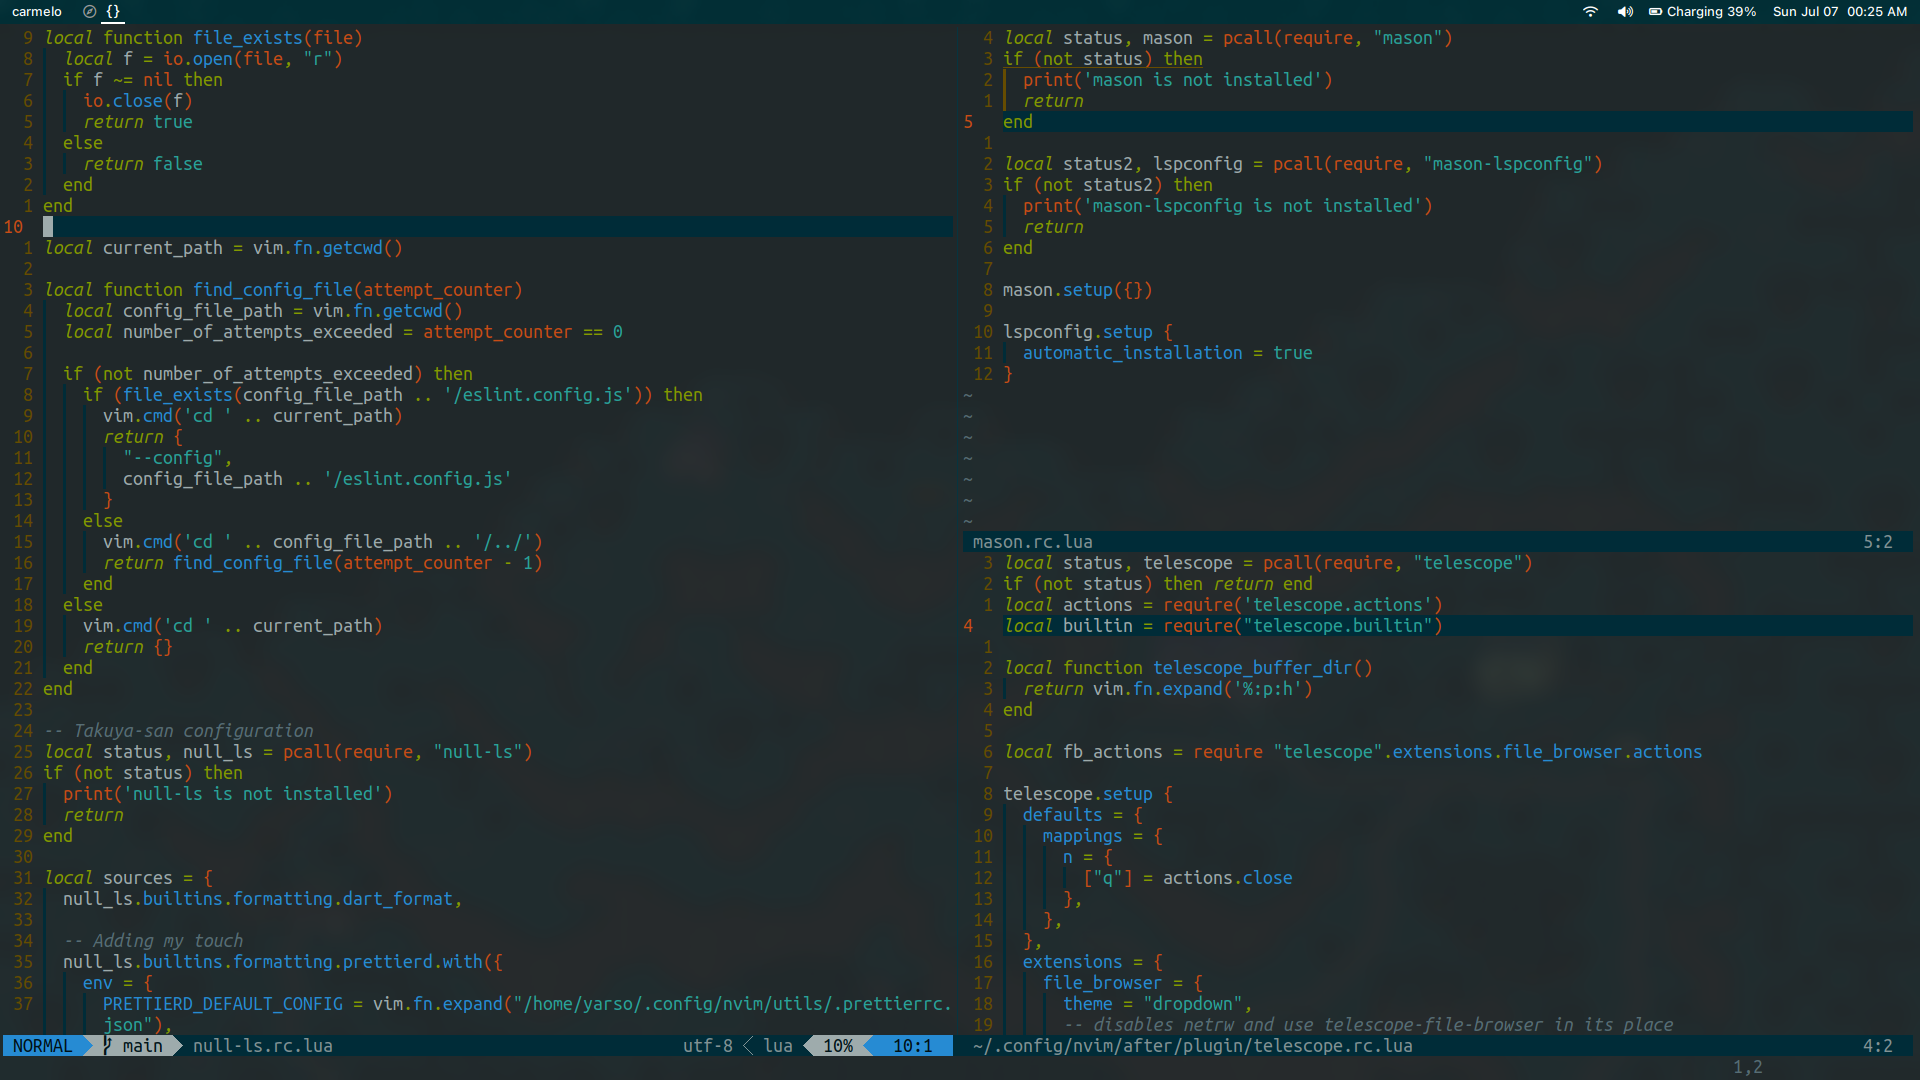 carmelo {} Charging 39% Sun Jul 07 00:25 AM
9 local function file_exists(file)
8 local f = io.open(file, "r")
7 if f ~= nil then
6 io.close(f)
5 return true
4 else
3 return false
2 end
1 end
10
1 local current_path = vim.fn.getcwd()
2
3 local function find_config_file(attempt_counter)
4 local config_file_path = vim.fn.getcwd()
5 local number_of_attempts_exceeded = attempt_counter == 0
6
7 if (not number_of_attempts_exceeded) then
8 if (file_exists(config_file_path .. '/eslint.config.js')) then
9 vim.cmd('cd ' .. current_path)
10 return {
11 "--config",
12 config_file_path .. '/eslint.config.js'
13 }
14 else
15 vim.cmd('cd ' .. config_file_path .. '/../')
16 return find_config_file(attempt_counter - 1)
17 end
18 else
19 vim.cmd('cd ' .. current_path)
20 return {}
21 end
22 end
23
24 -- Takuya-san configuration
25 local status, null_ls = pcall(require, "null-ls")
26 if (not status) then
27 print('null-ls is not installed')
28 return
29 end
30
31 local sources = {
32 null_ls.builtins.formatting.dart_format,
33
34 -- Adding my touch
35 null_ls.builtins.formatting.prettierd.with({
36 env = {
37 PRETTIERD_DEFAULT_CONFIG = vim.fn.expand("/home/yarso/.config/nvim/utils/.prettierrc.
json"),
NORMAL main null-ls.rc.lua utf-8 lua 10% 10:1
4 local status, mason = pcall(require, "mason")
3 if (not status) then
2 print('mason is not installed')
1 return
5 end
1
2 local status2, lspconfig = pcall(require, "mason-lspconfig")
3 if (not status2) then
4 print('mason-lspconfig is not installed')
5 return
6 end
7
8 mason.setup({})
9
10 lspconfig.setup {
11 automatic_installation = true
12 }
~
~
~
~
~
~
~
mason.rc.lua 5:2
3 local status, telescope = pcall(require, "telescope")
2 if (not status) then return end
1 local actions = require('telescope.actions')
4 local builtin = require("telescope.builtin")
1
2 local function telescope_buffer_dir()
3 return vim.fn.expand('%:p:h')
4 end
5
6 local fb_actions = require "telescope".extensions.file_browser.actions
7
8 telescope.setup {
9 defaults = {
10 mappings = {
11 n = {
12 ["q"] = actions.close
13 },
14 },
15 },
16 extensions = {
17 file_browser = {
18 theme = "dropdown",
19 -- disables netrw and use telescope-file-browser in its place
~/.config/nvim/after/plugin/telescope.rc.lua 4:2
1,2